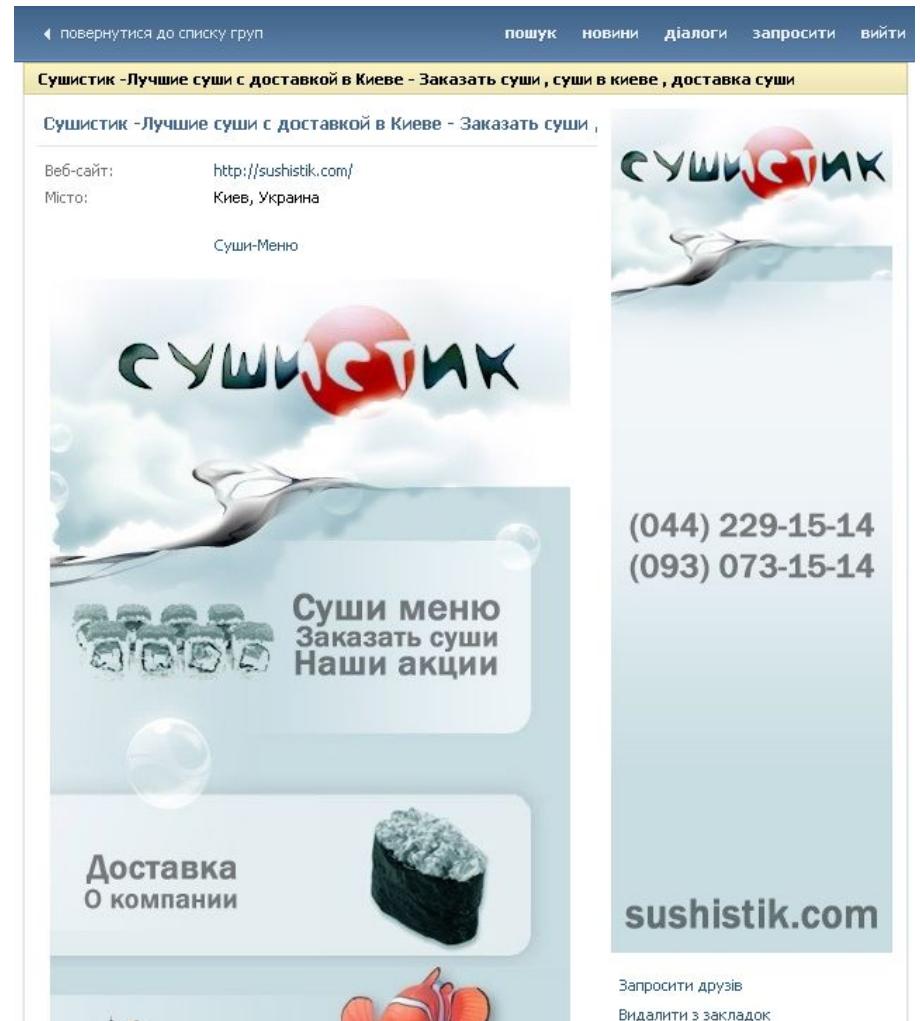 повернутися до списку груп
пошук новини діалоги запросити вийти
Сушистик -Лучшие суши с доставкой в Киеве - Заказать суши , суши в киеве , доставка суши
Сушистик -Лучшие суши с доставкой в Киеве - Заказать суши ,
Веб-сайт: http://sushistik.com/
Місто: Киев, Украина
Суши-Меню
сушистик
Суши меню
Заказать суши
Наши акции
Доставка
О компании
сушистик
(044) 229-15-14
(093) 073-15-14
sushistik.com
Запросити друзів
Видалити з закладок